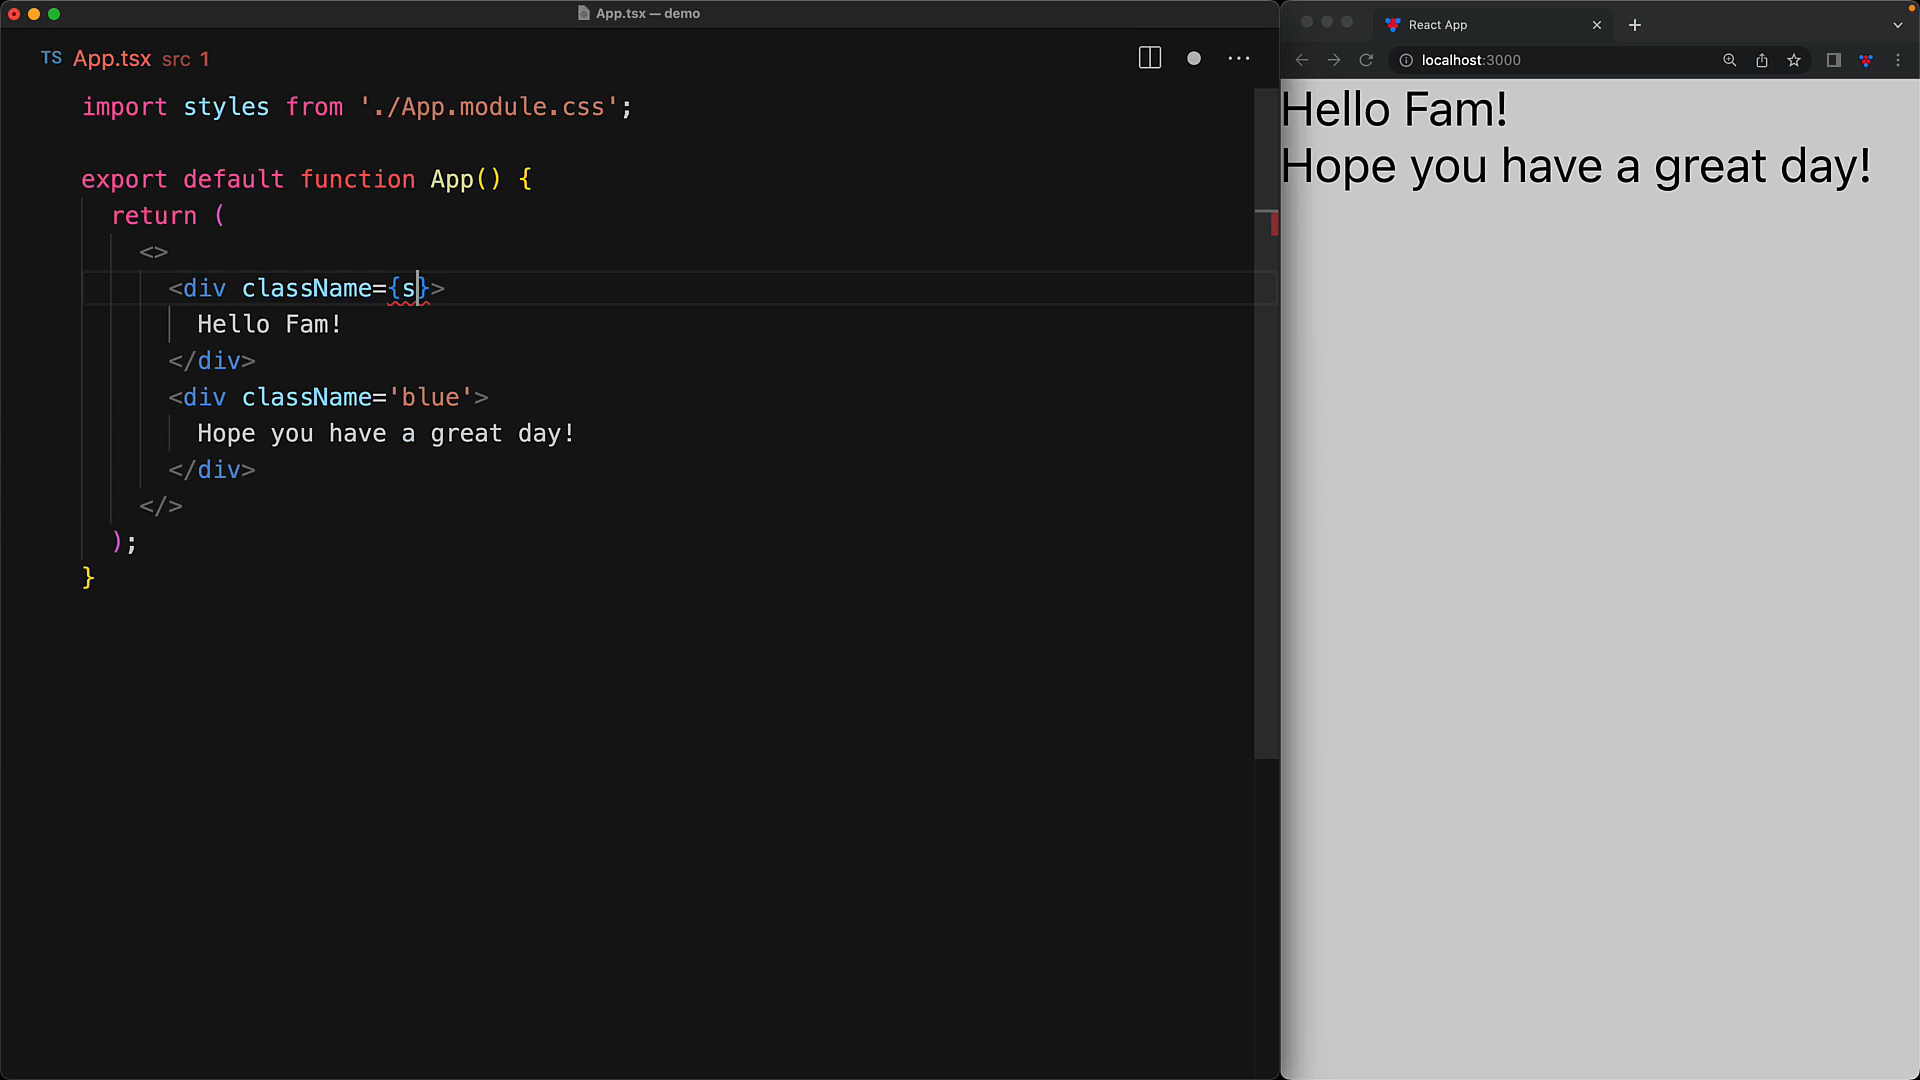 App.tsx — demo
TS App.tsx src 1
import styles from './App.module.css';
export default function App() {
return (
<>
<div className={s}>
Hello Fam!
</div>
<div className='blue'>
Hope you have a great day!
</div>
</>
);
}
React App
localhost:3000
Hello Fam!
Hope you have a great day!